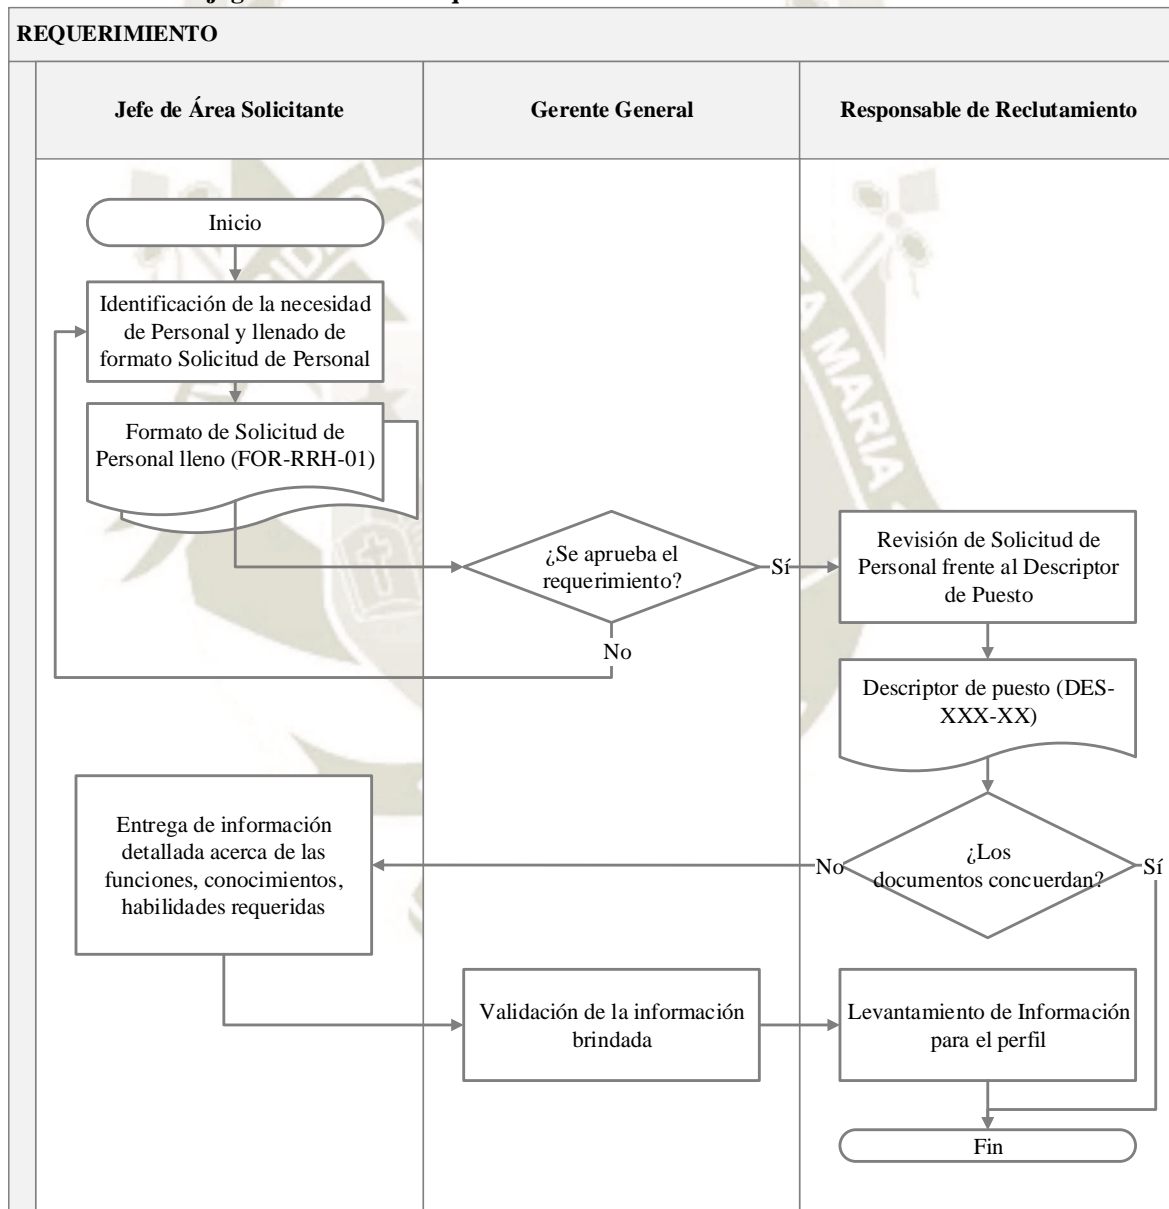 REQUERIMIENTO
Jefe de Área Solicitante
Gerente General
Responsable de Reclutamiento
Inicio
Identificación de la necesidad
de Personal y llenado de
formato Solicitud de Personal
Formato de Solicitud de
Personal lleno (FOR-RRH-01)
¿Se aprueba el
requerimiento?
Sí
No
Revisión de Solicitud de
Personal frente al Descriptor
de Puesto
Descriptor de puesto (DES-
XXX-XX)
¿Los
documentos concuerdan?
No
Sí
Entrega de información
detallada acerca de las
funciones, conocimientos,
habilidades requeridas
Validación de la información
brindada
Levantamiento de Información
para el perfil
Fin
MARIA